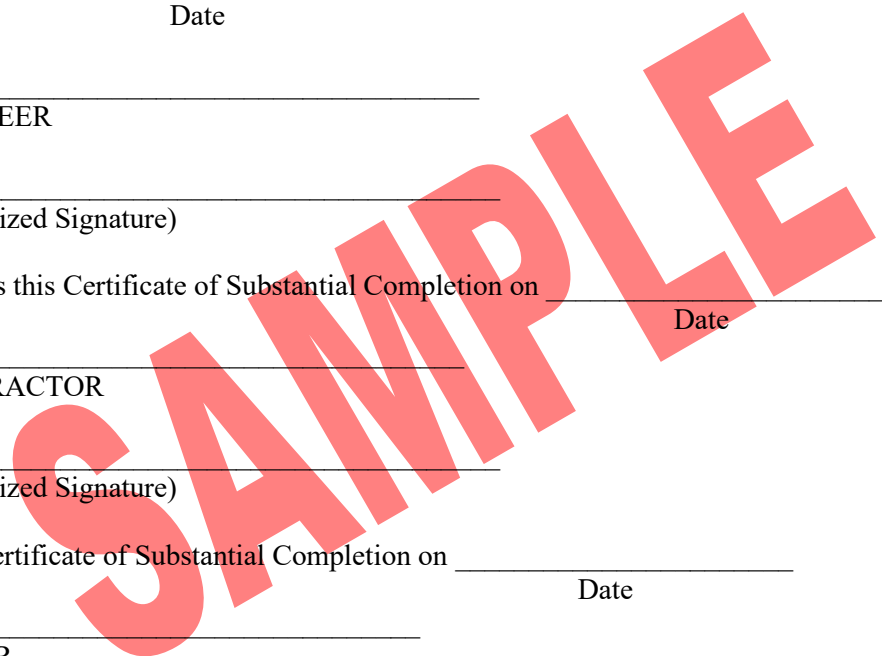 Date
EER
ized Signature)
s this Certificate of Substantial Completion on
Date
RACTOR
ized Signature)
ertificate of Substantial Completion on
Date
SAMPLE